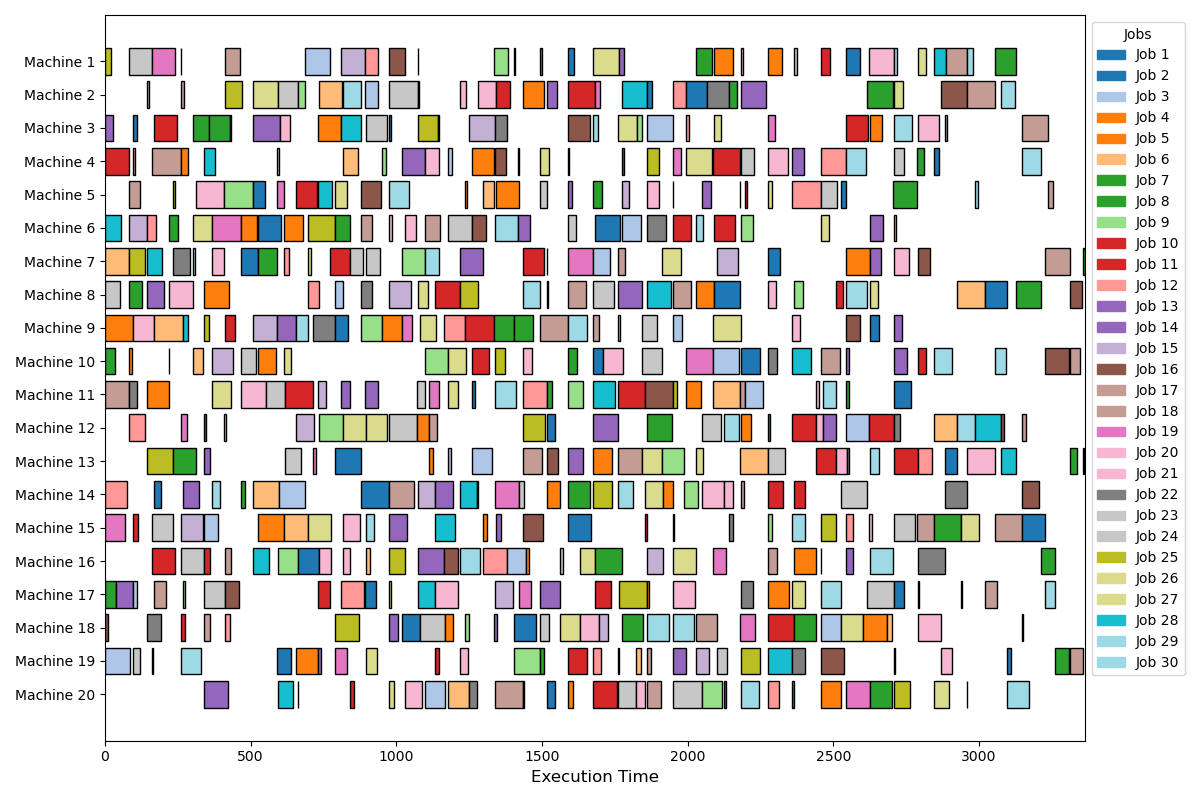 Machine 1
Machine 2
Machine 3
Machine 4
Machine 5
Machine 6
Machine 7
Machine 8
Machine 9
Machine 10
Machine 11
Machine 12
Machine 13
Machine 14
Machine 15
Machine 16
Machine 17
Machine 18
Machine 19
Machine 20
0 500 1000 1500 2000 2500 3000
Execution Time
Jobs
Job 1
Job 2
Job 3
Job 4
Job 5
Job 6
Job 7
Job 8
Job 9
Job 10
Job 11
Job 12
Job 13
Job 14
Job 15
Job 16
Job 17
Job 18
Job 19
Job 20
Job 21
Job 22
Job 23
Job 24
Job 25
Job 26
Job 27
Job 28
Job 29
Job 30